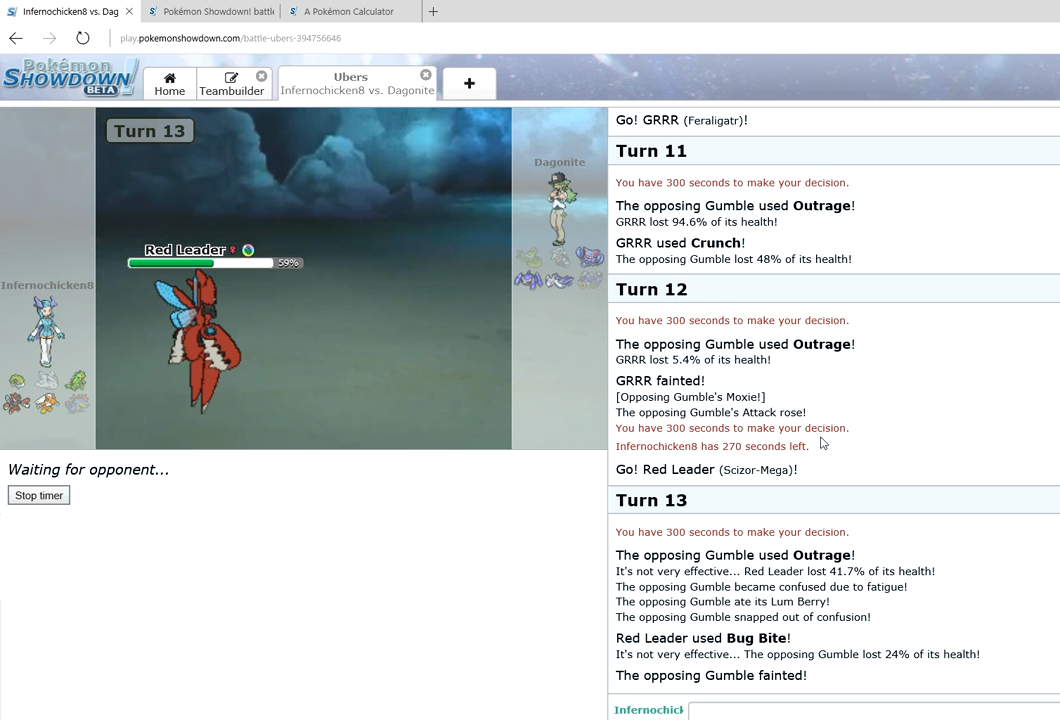 Infernochicken8 vs. Dag
Pokémon Showdown! battl
A Pokémon Calculator
play.pokemonshowdown.com/battle-ubers-394756646
Pokémon
SHOWDOWN!
BETA
Home
Teambuilder
Ubers
Infernochicken8 vs. Dagonite
Turn 13
Infernochicken8
Red Leader
59%
Dagonite
Waiting for opponent...
Stop timer
Go! GRRR (Feraligatr)!
Turn 11
You have 300 seconds to make your decision.
The opposing Gumble used Outrage!
GRRR lost 94.6% of its health!
GRRR used Crunch!
The opposing Gumble lost 48% of its health!
Turn 12
You have 300 seconds to make your decision.
The opposing Gumble used Outrage!
GRRR lost 5.4% of its health!
GRRR fainted!
[Opposing Gumble's Moxie!]
The opposing Gumble's Attack rose!
You have 300 seconds to make your decision.
Infernochicken8 has 270 seconds left.
Go! Red Leader (Scizor-Mega)!
Turn 13
You have 300 seconds to make your decision.
The opposing Gumble used Outrage!
It's not very effective... Red Leader lost 41.7% of its health!
The opposing Gumble became confused due to fatigue!
The opposing Gumble ate its Lum Berry!
The opposing Gumble snapped out of confusion!
Red Leader used Bug Bite!
It's not very effective... The opposing Gumble lost 24% of its health!
The opposing Gumble fainted!
Infernochick